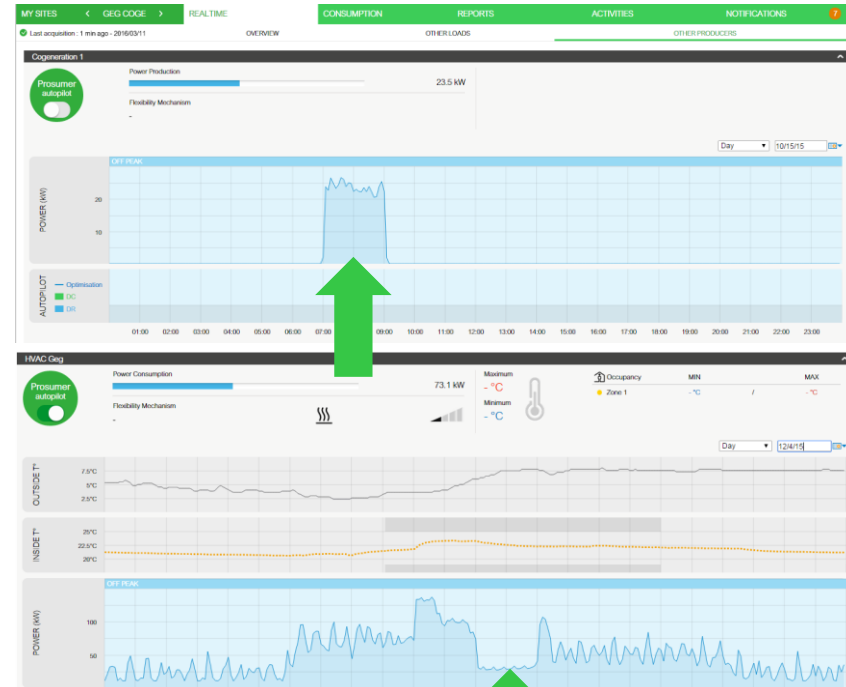 MY SITES < GEG COGE > REALTIME CONSUMPTION REPORTS ACTIVITIES NOTIFICATIONS 7
Last acquisition : 1 min ago - 2016/03/11 OVERVIEW OTHER LOADS OTHER PRODUCERS
Cogeneration 1
Prosumer
autopilot
Power Production
23.5 kW
Flexibility Mechanism
-
Day 10/15/15
OFF PEAK
POWER (kW)
20
10
AUTOPILOT
Optimisation
DC
DR
01:00 02:00 03:00 04:00 05:00 06:00 07:00 09:00 10:00 11:00 12:00 13:00 14:00 15:00 16:00 17:00 18:00 19:00 20:00 21:00 22:00 23:00
HVAC Geg
Prosumer
autopilot
Power Consumption
73.1 kW
Flexibility Mechanism
-
Maximum
- °C
Minimum
- °C
Occupancy MIN MAX
Zone 1 - °C / - °C
Day 12/4/15
OUTSIDE T°
7.5°C
5°C
2.5°C
INSIDE T°
25°C
22.5°C
20°C
OFF PEAK
POWER (kW)
100
50